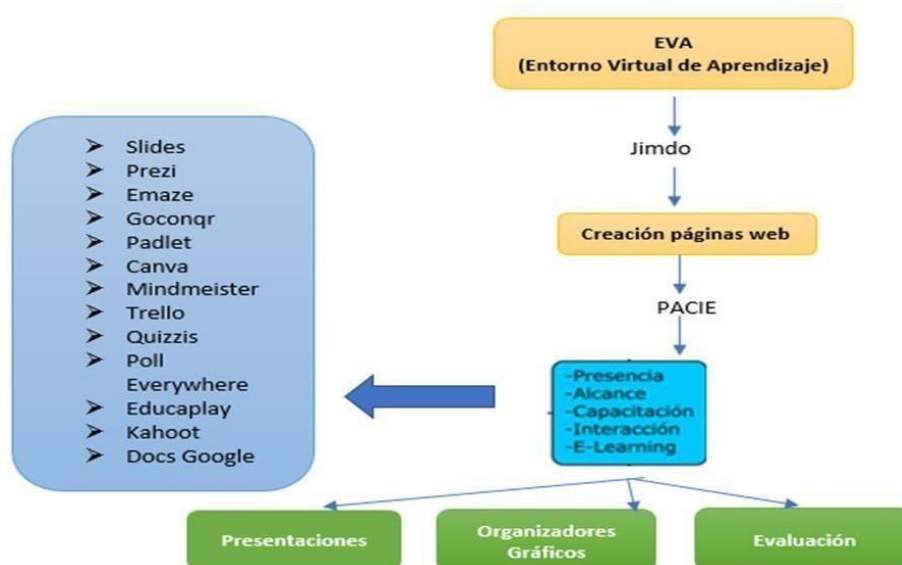 EVA
(Entorno Virtual de Aprendizaje)
Jimdo
Creación páginas web
PACIE
-Presencia
-Alcance
-Capacitación
-Interacción
-E-Learning
➢ Slides
➢ Prezi
➢ Emaze
➢ Goconqr
➢ Padlet
➢ Canva
➢ Mindmeister
➢ Trello
➢ Quizzis
➢ Poll
Everywhere
➢ Educaplay
➢ Kahoot
➢ Docs Google
Presentaciones
Organizadores
Gráficos
Evaluación